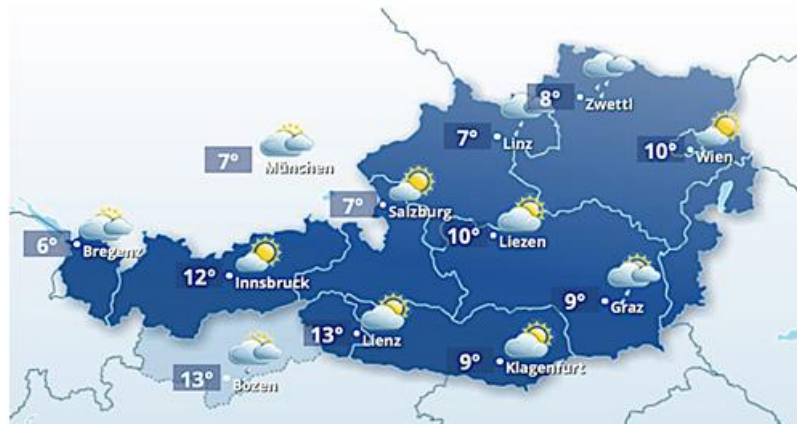 8° Zwettl
7° Linz
10° Wien
7° München
7° Salzburg
6° Bregenz
10° Liezen
12° Innsbruck
9° Graz
13° Lienz
9° Klagenfurt
13° Bozen